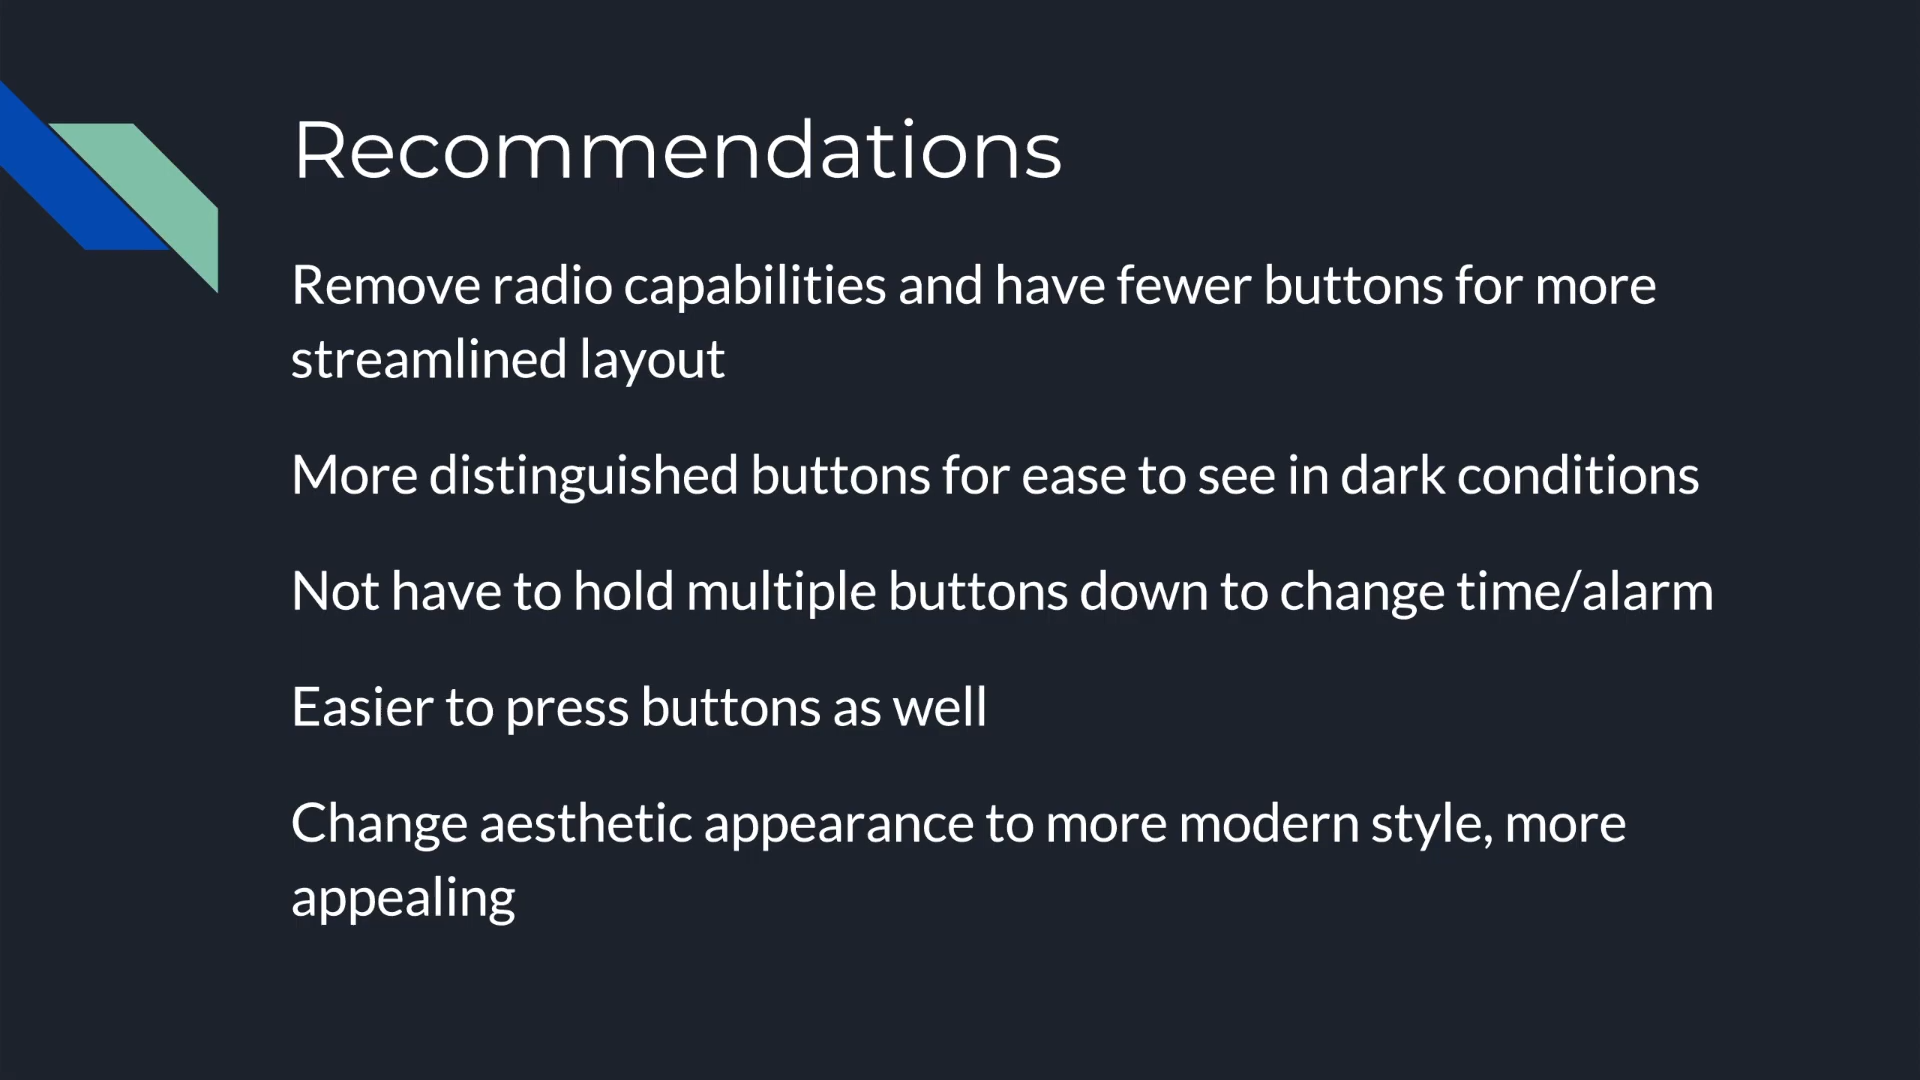 Recommendations
Remove radio capabilities and have fewer buttons for more
streamlined layout
More distinguished buttons for ease to see in dark conditions
Not have to hold multiple buttons down to change time/alarm
Easier to press buttons as well
Change aesthetic appearance to more modern style, more
appealing